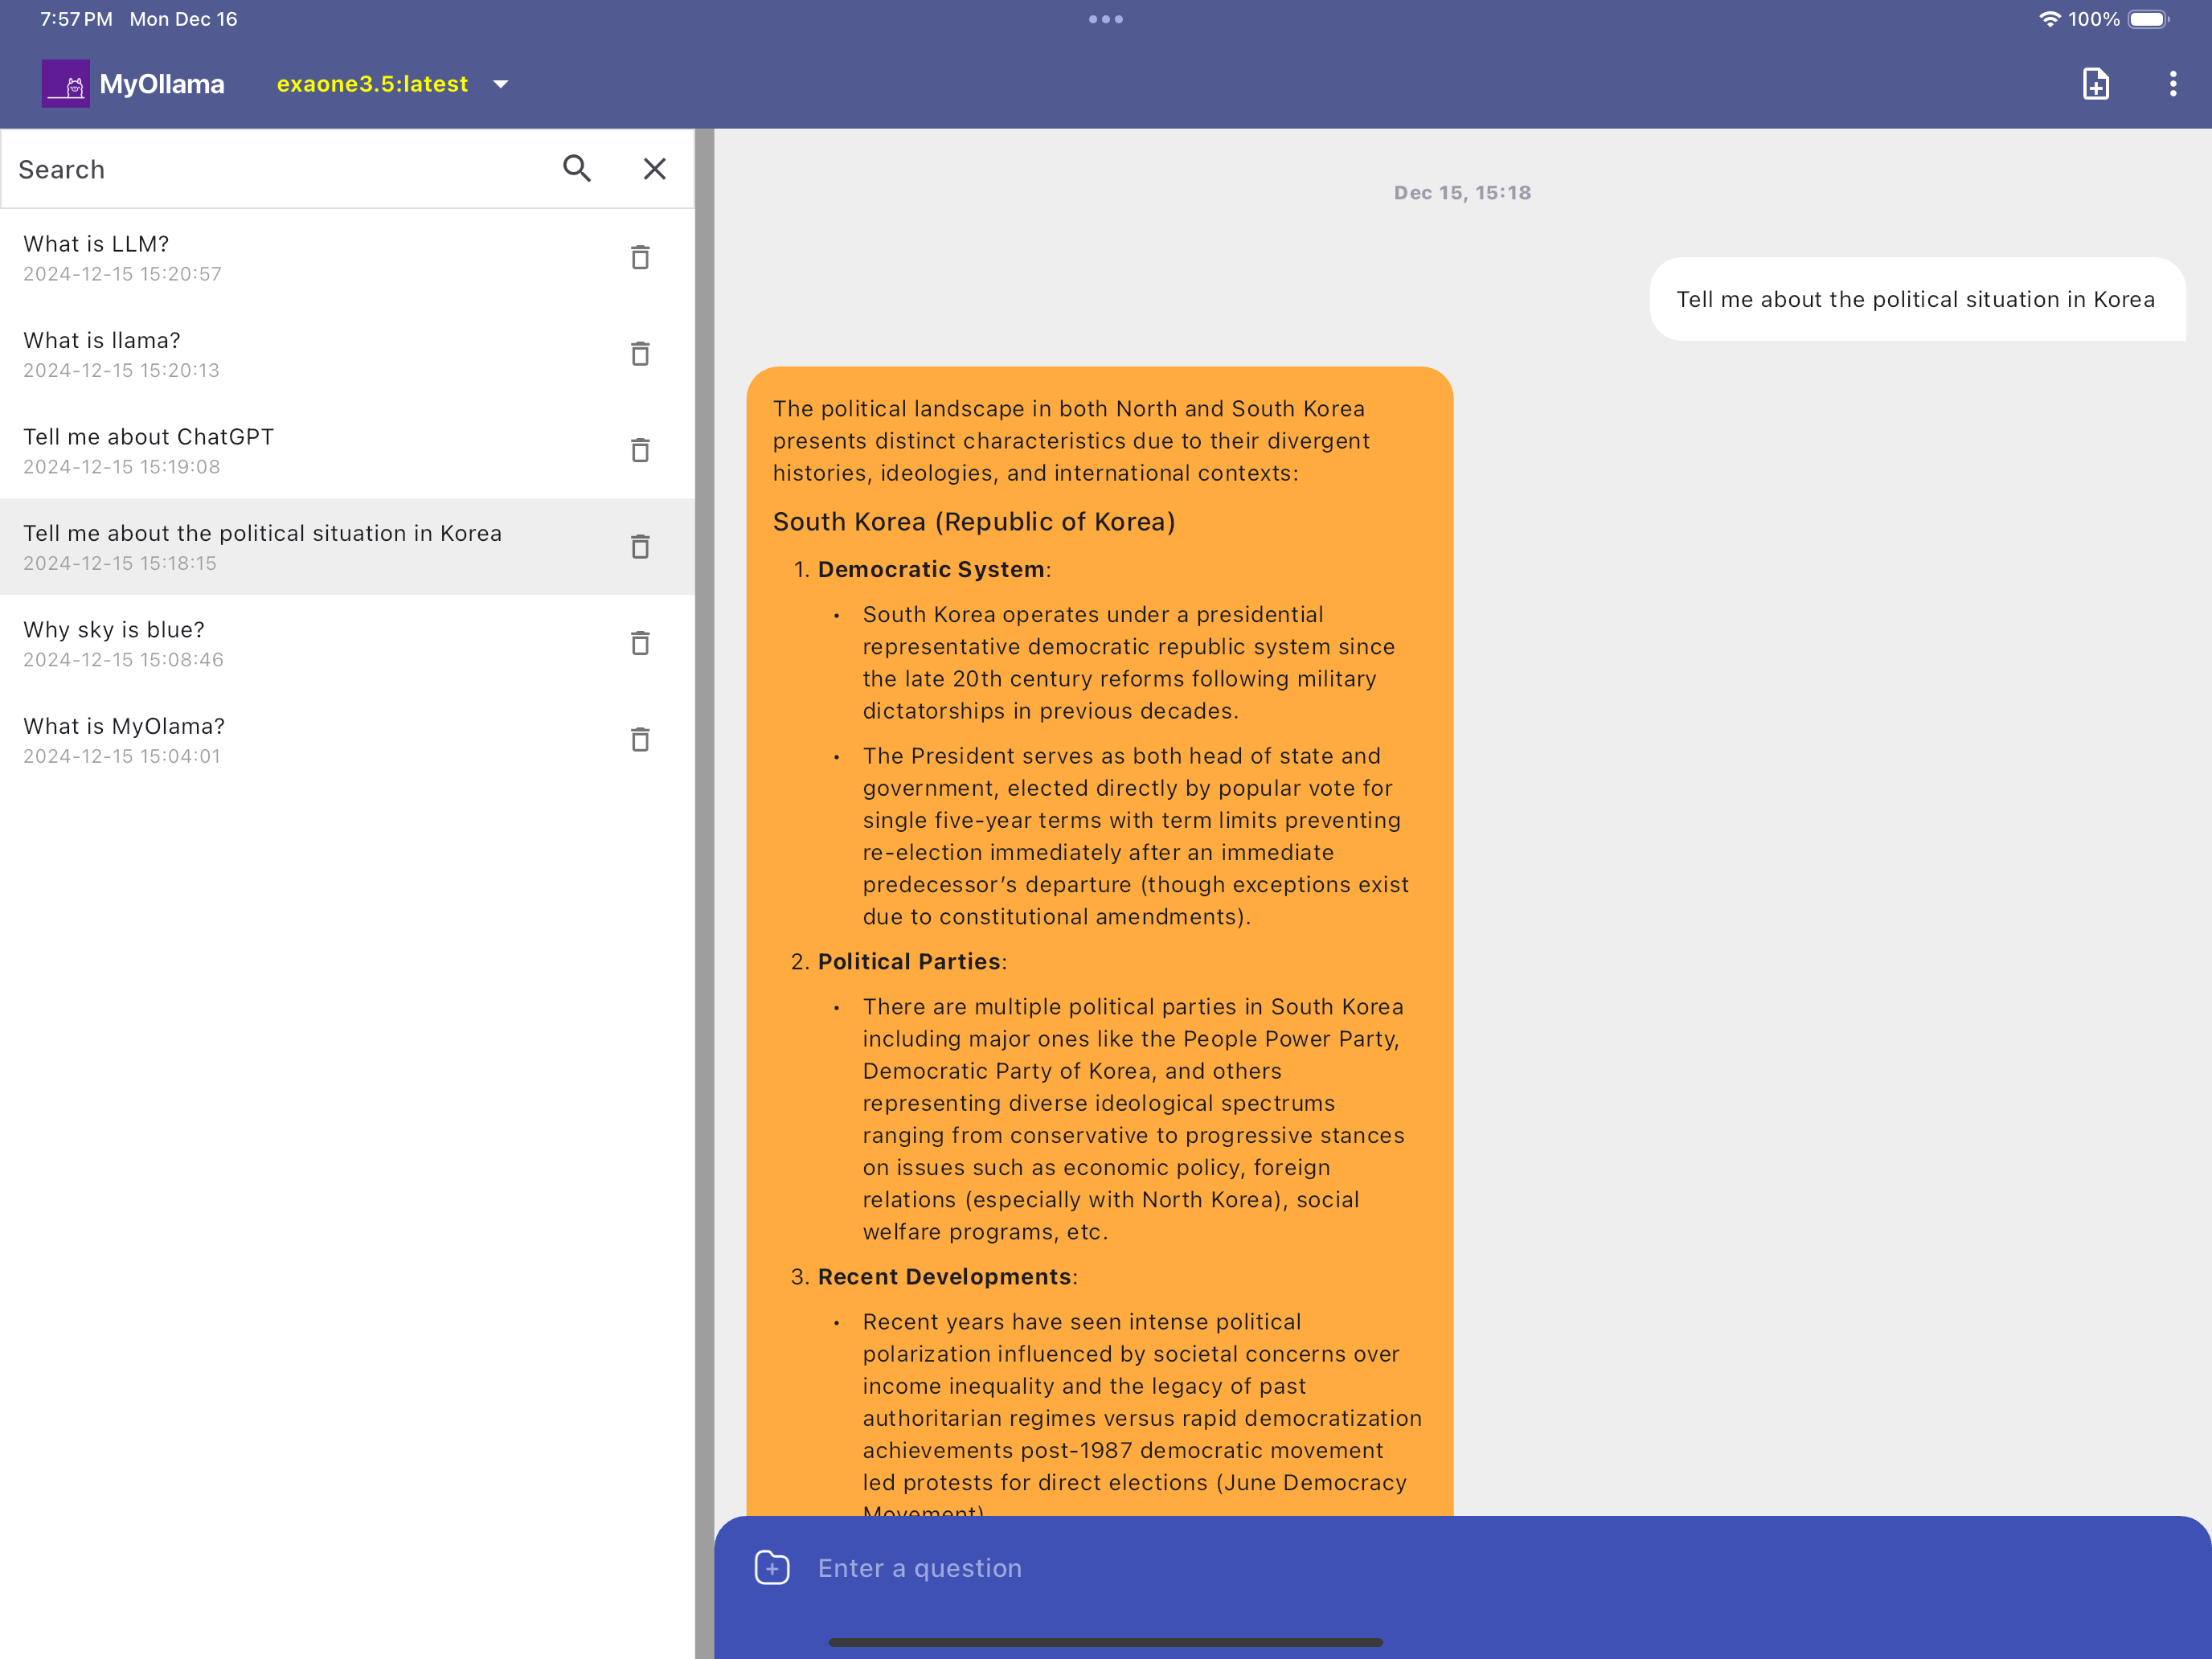 7:57 PM Mon Dec 16
100%
MyOllama
exaone3.5:latest
Search
What is LLM?
2024-12-15 15:20:57
What is llama?
2024-12-15 15:20:13
Tell me about ChatGPT
2024-12-15 15:19:08
Tell me about the political situation in Korea
2024-12-15 15:18:15
Why sky is blue?
2024-12-15 15:08:46
What is MyOlama?
2024-12-15 15:04:01
Dec 15, 15:18
Tell me about the political situation in Korea
The political landscape in both North and South Korea
presents distinct characteristics due to their divergent
histories, ideologies, and international contexts:
South Korea (Republic of Korea)
1. Democratic System:
• South Korea operates under a presidential
representative democratic republic system since
the late 20th century reforms following military
dictatorships in previous decades.
• The President serves as both head of state and
government, elected directly by popular vote for
single five-year terms with term limits preventing
re-election immediately after an immediate
predecessor’s departure (though exceptions exist
due to constitutional amendments).
2. Political Parties:
• There are multiple political parties in South Korea
including major ones like the People Power Party,
Democratic Party of Korea, and others
representing diverse ideological spectrums
ranging from conservative to progressive stances
on issues such as economic policy, foreign
relations (especially with North Korea), social
welfare programs, etc.
3. Recent Developments:
• Recent years have seen intense political
polarization influenced by societal concerns over
income inequality and the legacy of past
authoritarian regimes versus rapid democratization
achievements post-1987 democratic movement
led protests for direct elections (June Democracy
Movement)
Enter a question